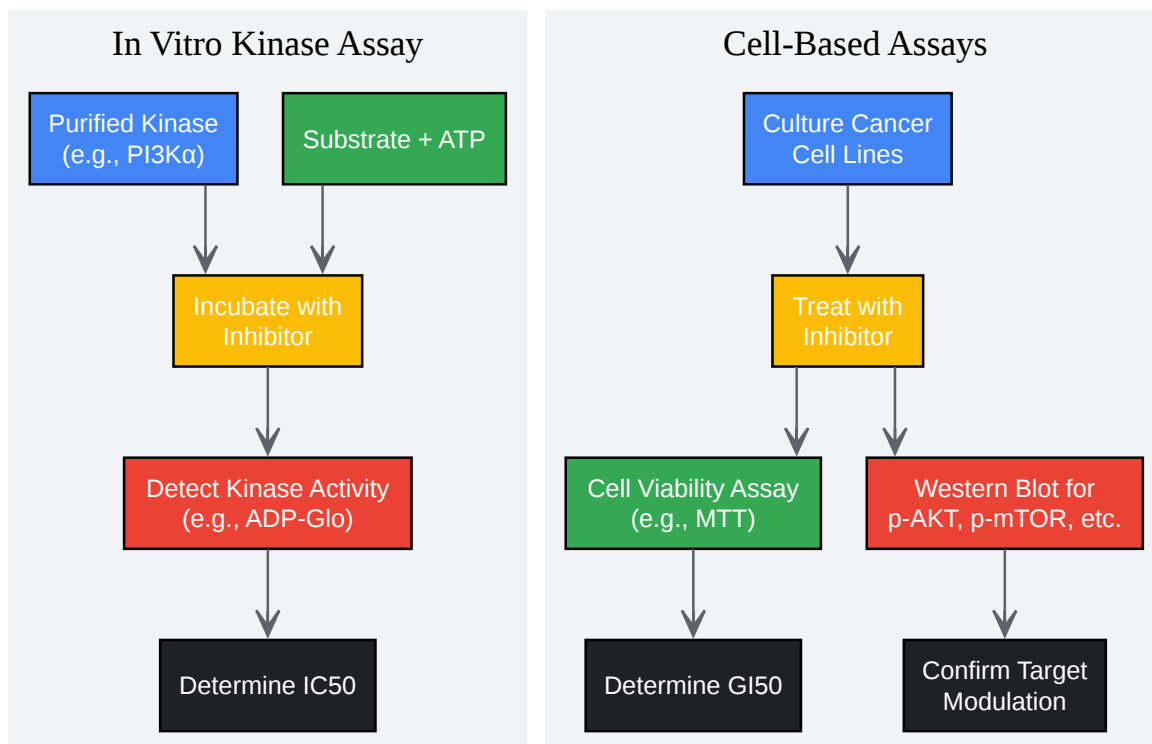 In Vitro Kinase Assay
Purified Kinase
(e.g., PI3Kα)
Substrate + ATP
Incubate with
Inhibitor
Detect Kinase Activity
(e.g., ADP-Glo)
Determine IC50
Cell-Based Assays
Culture Cancer
Cell Lines
Treat with
Inhibitor
Cell Viability Assay
(e.g., MTT)
Western Blot for
p-AKT, p-mTOR, etc.
Determine GI50
Confirm Target
Modulation